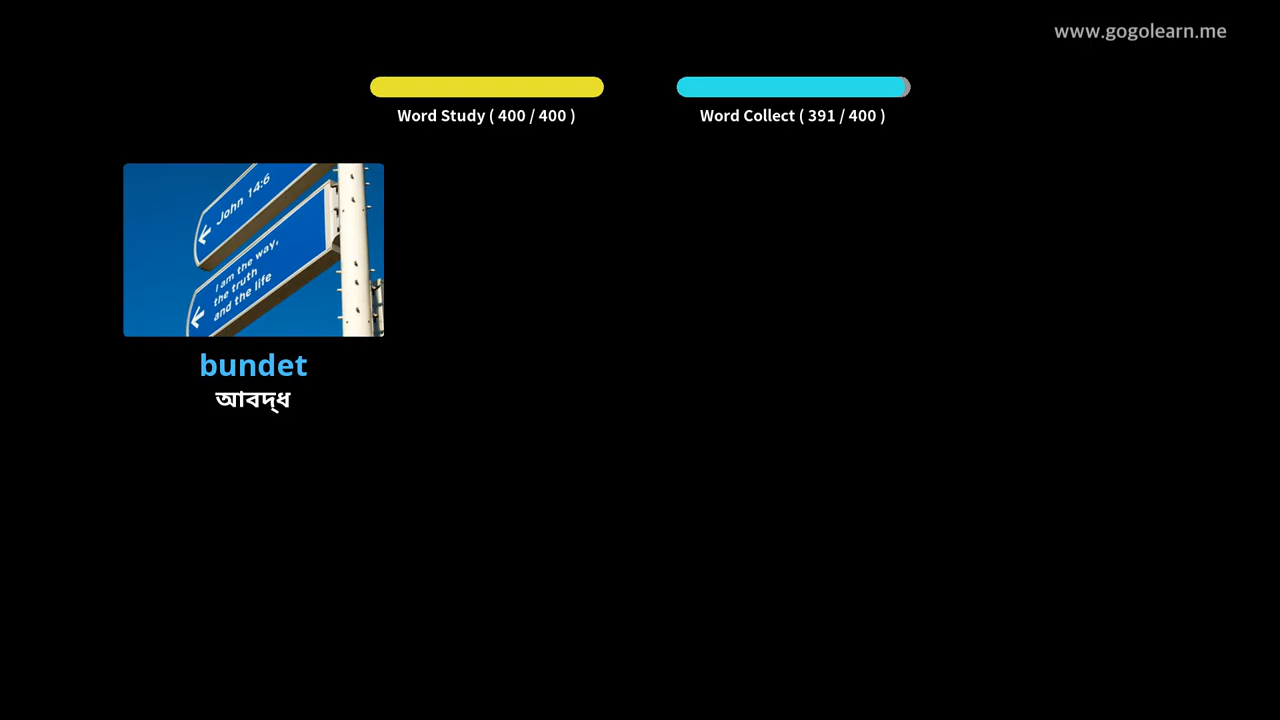 www.gogolearn.me
Word Study ( 400 / 400 )
Word Collect ( 391 / 400 )
John 14:6
I am the way,
the truth
and the life
bundet
আবদ্ধ